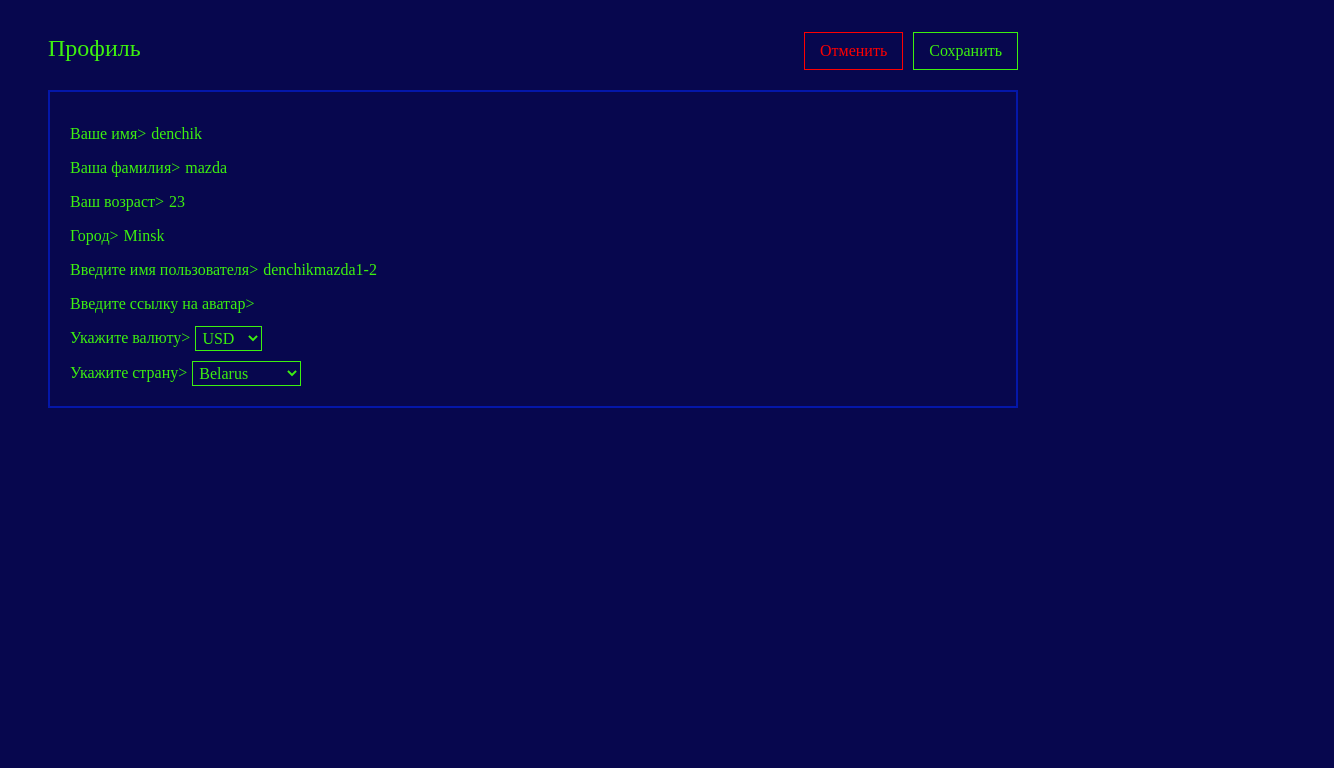 Профиль
Отменить
Сохранить
Ваше имя> denchik
Ваша фамилия> mazda
Ваш возраст> 23
Город> Minsk
Введите имя пользователя> denchikmazda1-2
Введите ссылку на аватар>
Укажите валюту> USD
Укажите страну> Belarus